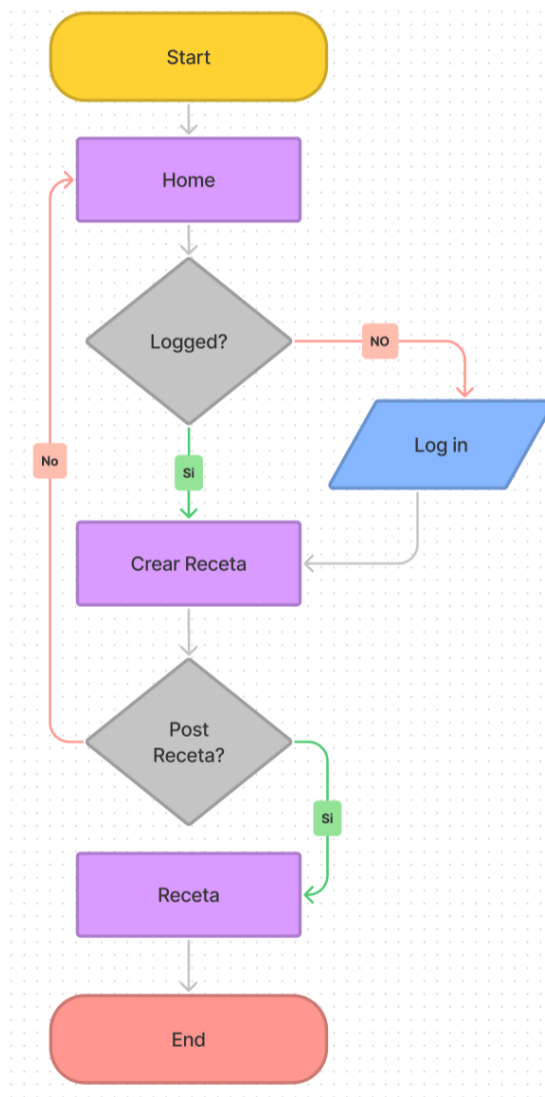 Start
Home
Logged?
NO
Log in
No
Si
Crear Receta
Post
Receta?
Si
Receta
End